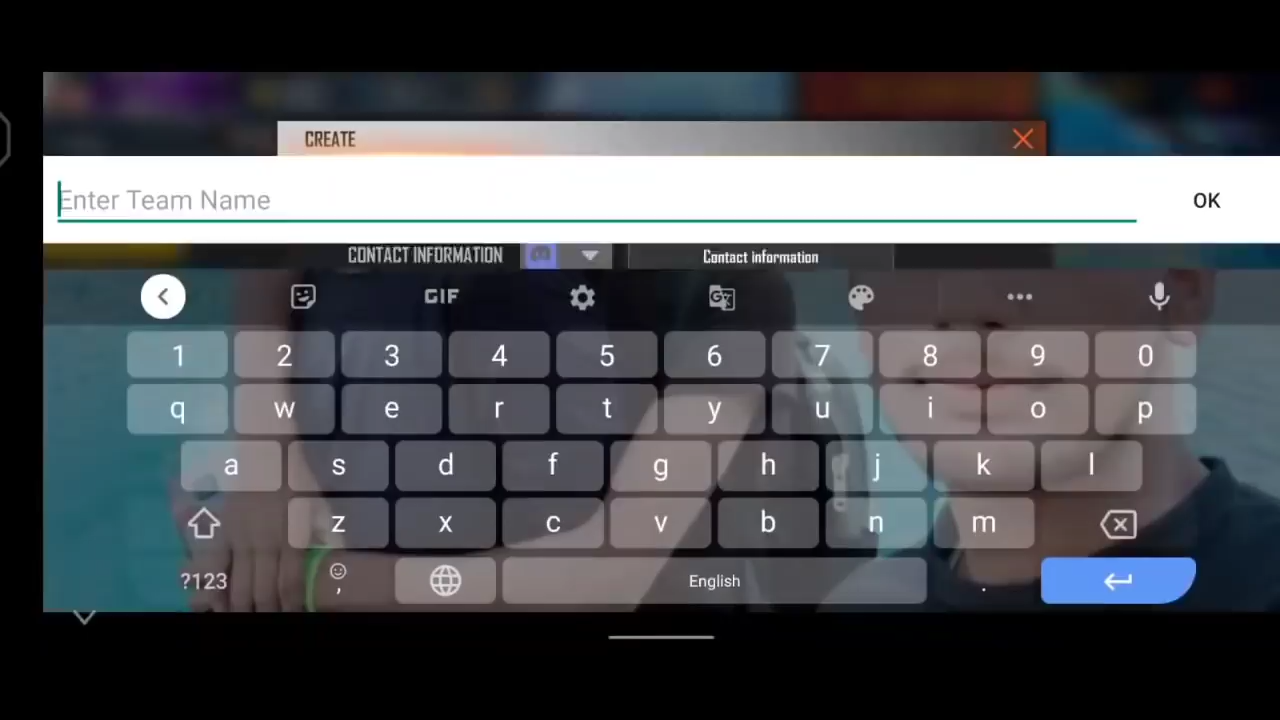 CREATE
Enter Team Name
OK
CONTACT INFORMATION
Contact information
GIF
1 2 3 4 5 6 7 8 9 0
q w e r t y u i o p
a s d f g h j k l
z x c v b n m
?123 , English .